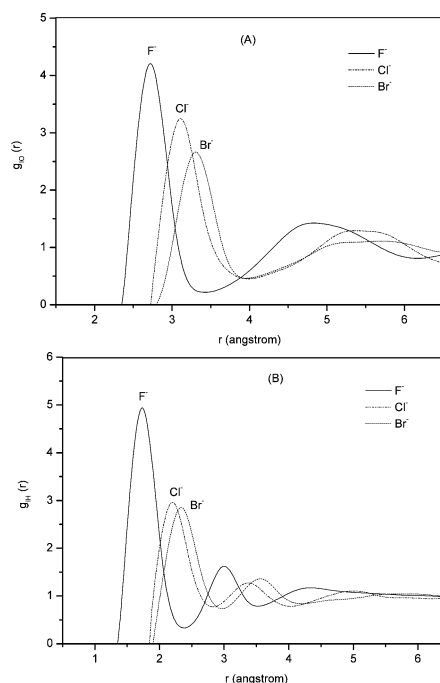 (A)
F⁻
Cl⁻
Br⁻
F⁻
Cl⁻
Br⁻
g_IO (r)
5
4
3
2
1
0
2 3 4 5 6
r (angstrom)
(B)
F⁻
Cl⁻
Br⁻
F⁻
Cl⁻
Br⁻
g_IH (r)
6
5
4
3
2
1
0
1 2 3 4 5 6
r (angstrom)